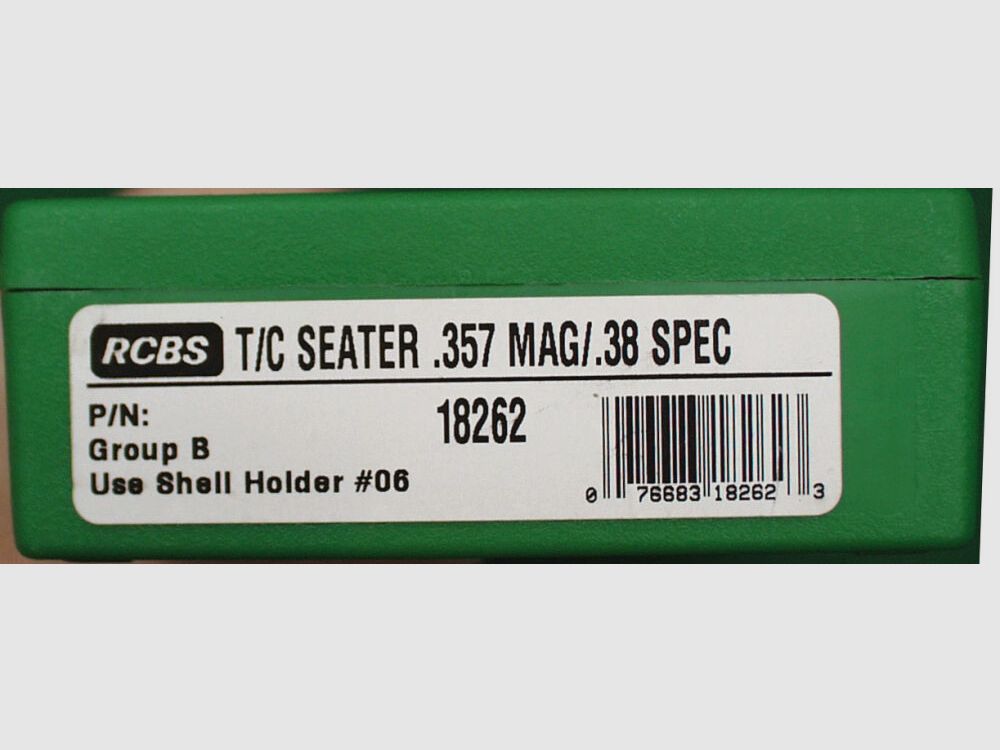 RCBS T/C SEATER .357 MAG/.38 SPEC
P/N: 18262
Group B
Use Shell Holder #06
0 76683 18262 3